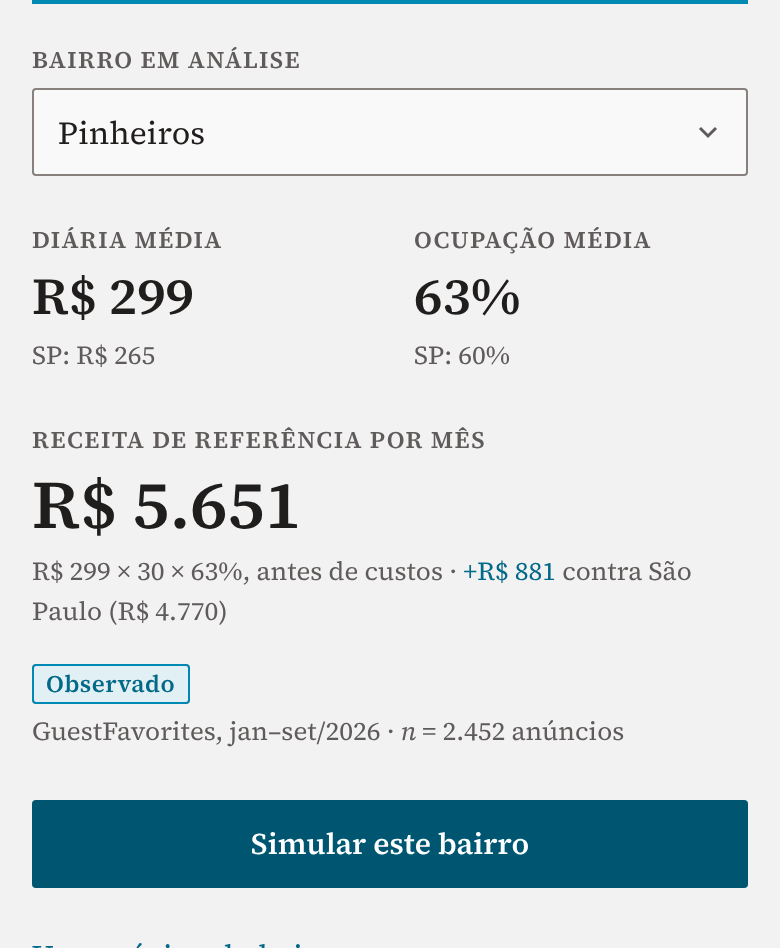 BAIRRO EM ANÁLISE
Pinheiros
DIÁRIA MÉDIA
R$ 299
SP: R$ 265
OCUPAÇÃO MÉDIA
63%
SP: 60%
RECEITA DE REFERÊNCIA POR MÊS
R$ 5.651
R$ 299 × 30 × 63%, antes de custos · +R$ 881 contra São
Paulo (R$ 4.770)
Observado
GuestFavorites, jan–set/2026 · n = 2.452 anúncios
Simular este bairro